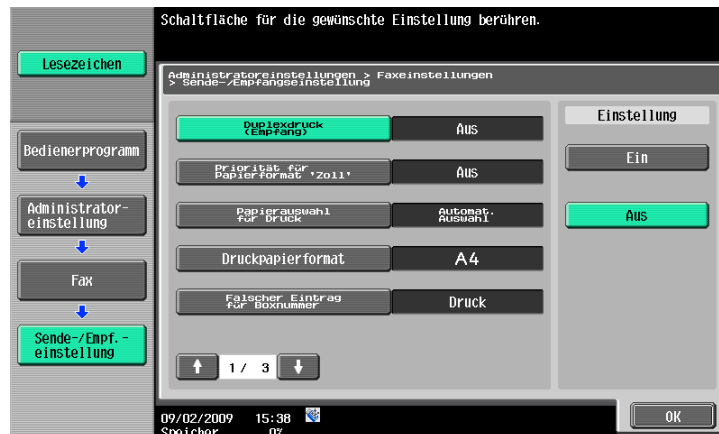 Schaltfläche für die gewünschte Einstellung berühren.
Lesezeichen
Administratoreinstellungen > Faxeinstellungen
> Sende-/Empfangseinstellung
Bedienerprogramm
Administrator-
einstellung
Fax
Sende-/Empf.-
einstellung
Duplexdruck
(Empfang)
Aus
Priorität für
Papierformat 'Zoll'
Aus
Papierauswahl
für Druck
Automat.
Auswahl
Druckpapierformat
A4
Falscher Eintrag
für Boxnummer
Druck
1/ 3
Einstellung
Ein
Aus
09/02/2009 15:38
Speicher 0%
OK